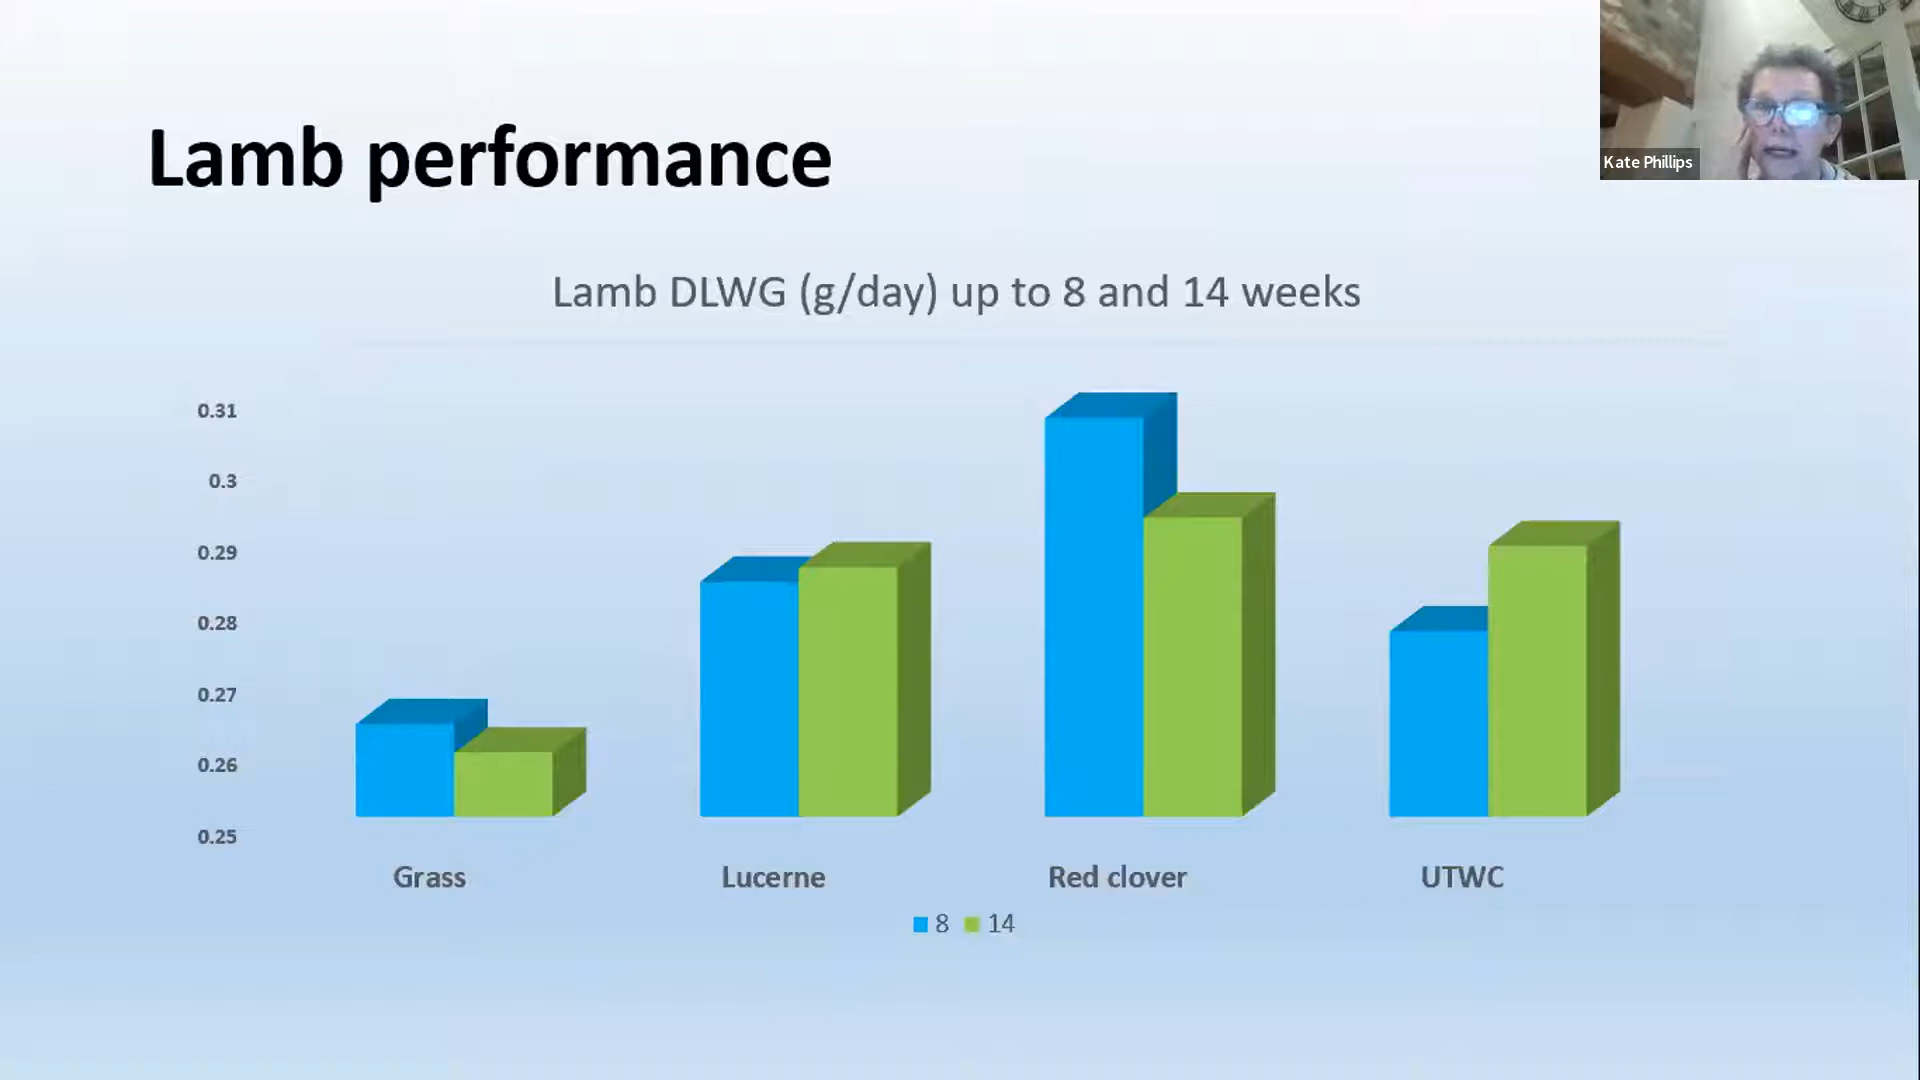 Kate Phillips
Lamb performance
Lamb DLWG (g/day) up to 8 and 14 weeks
0.31
0.3
0.29
0.28
0.27
0.26
0.25
Grass Lucerne Red clover UTWC
8 14